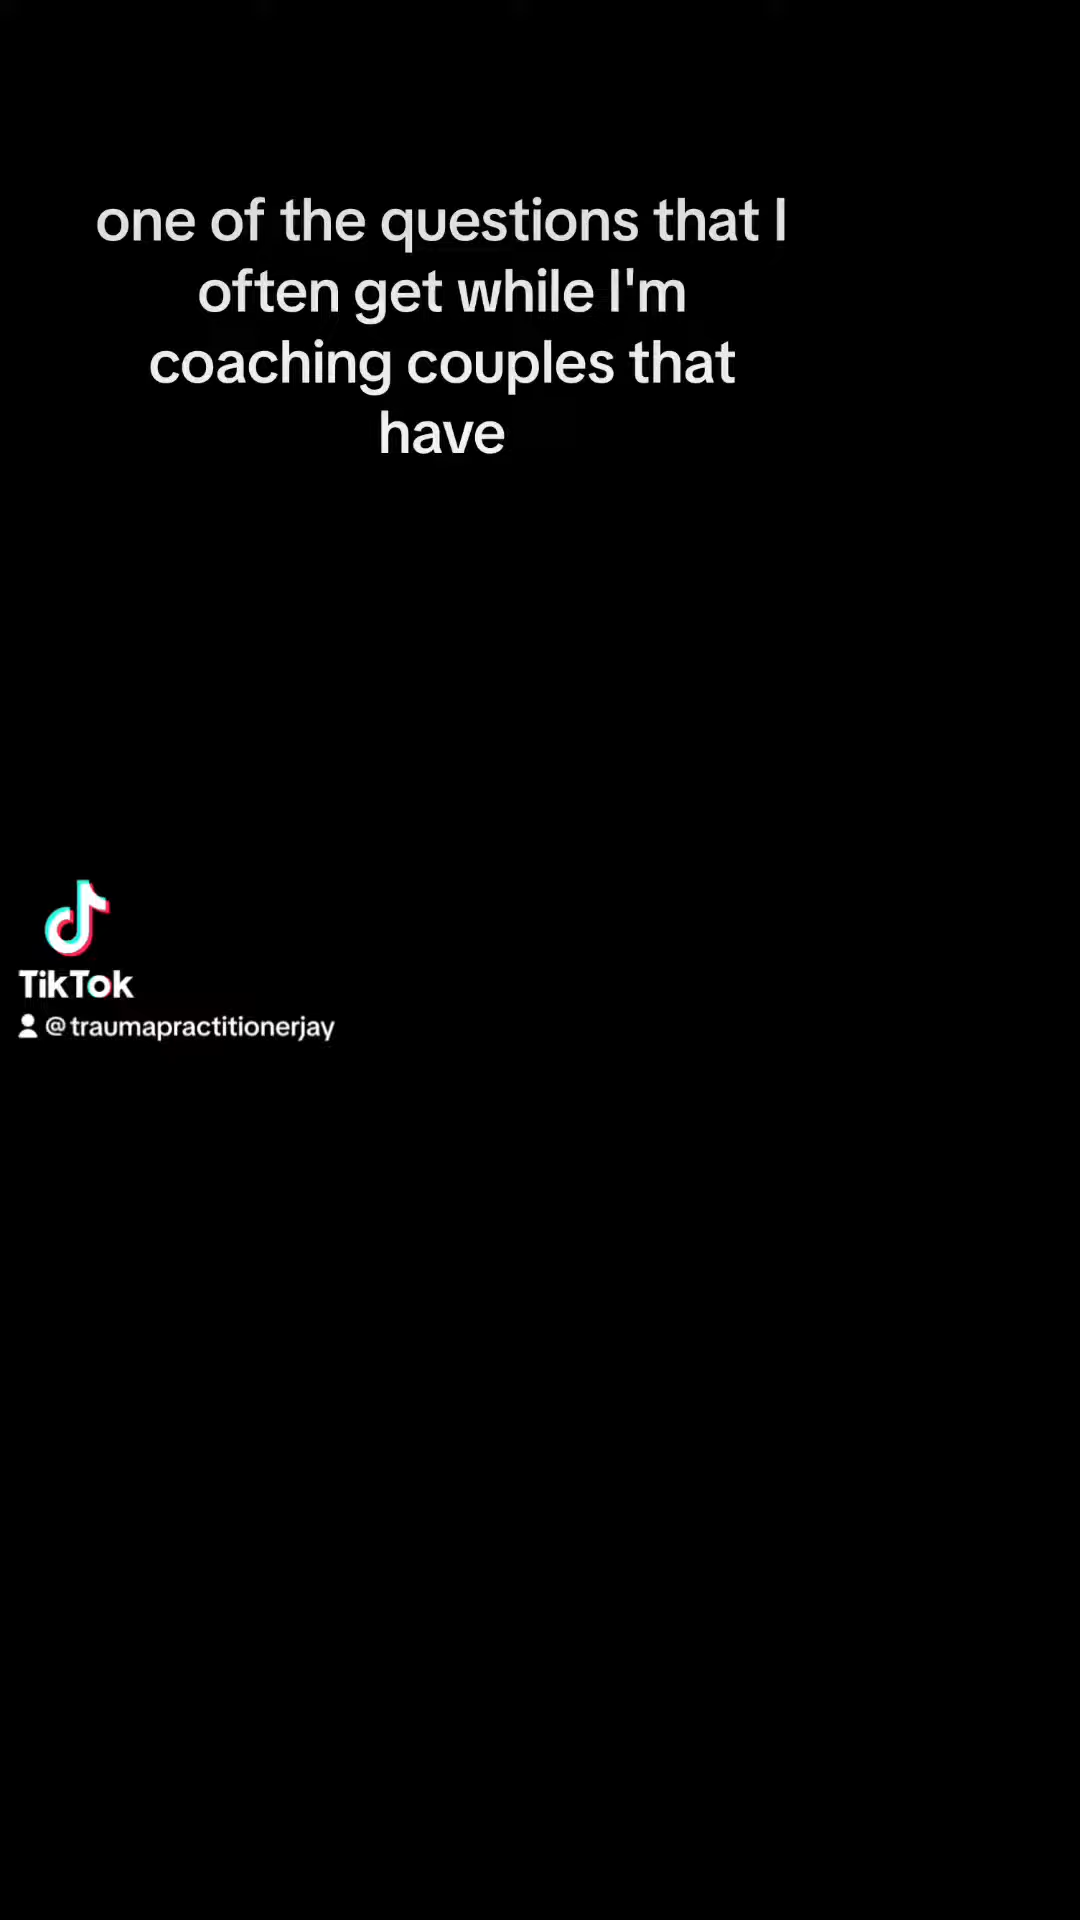 one of the questions that I
often get while I'm
coaching couples that
have
TikTok
@traumapractitionerjay